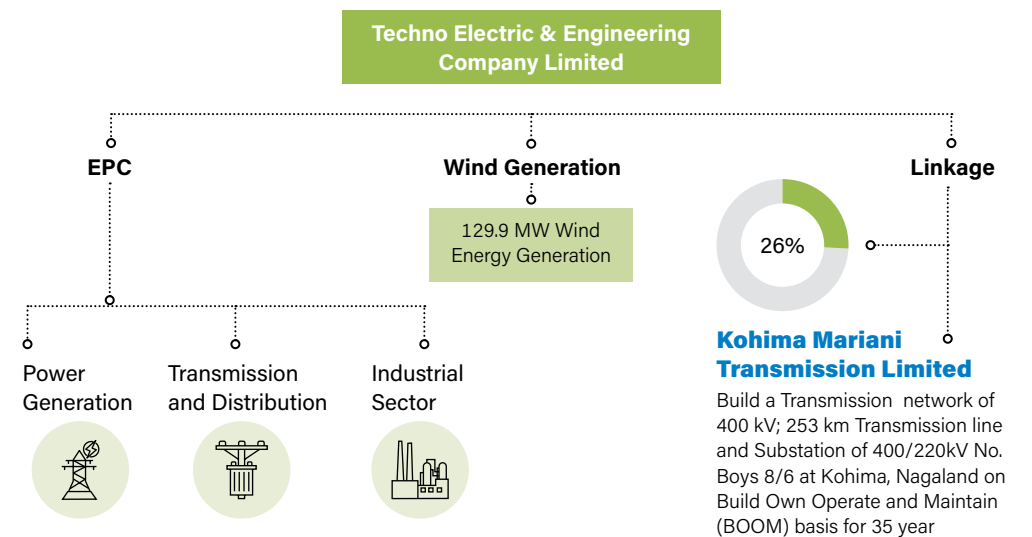 Techno Electric & Engineering
Company Limited
EPC
Wind Generation
Linkage
129.9 MW Wind
Energy Generation
26%
Power
Generation
Transmission
and Distribution
Industrial
Sector
Kohima Mariani
Transmission Limited
Build a Transmission network of
400 kV; 253 km Transmission line
and Substation of 400/220kV No.
Boys 8/6 at Kohima, Nagaland on
Build Own Operate and Maintain
(BOOM) basis for 35 year